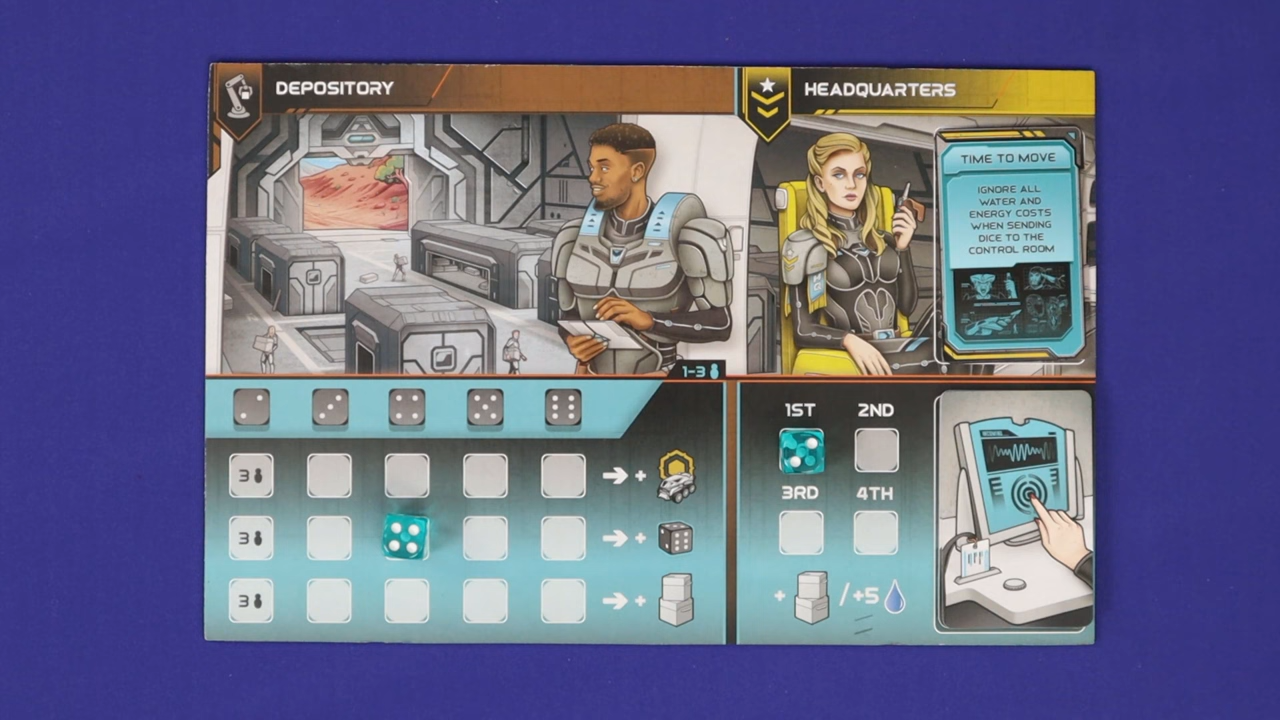 DEPOSITORY
HEADQUARTERS
TIME TO MOVE
IGNORE ALL
WATER AND
ENERGY COSTS
WHEN SENDING
DICE TO THE
CONTROL ROOM
1-3
1ST 2ND
3
+
3RD 4TH
3
+
3
+
+ / +5